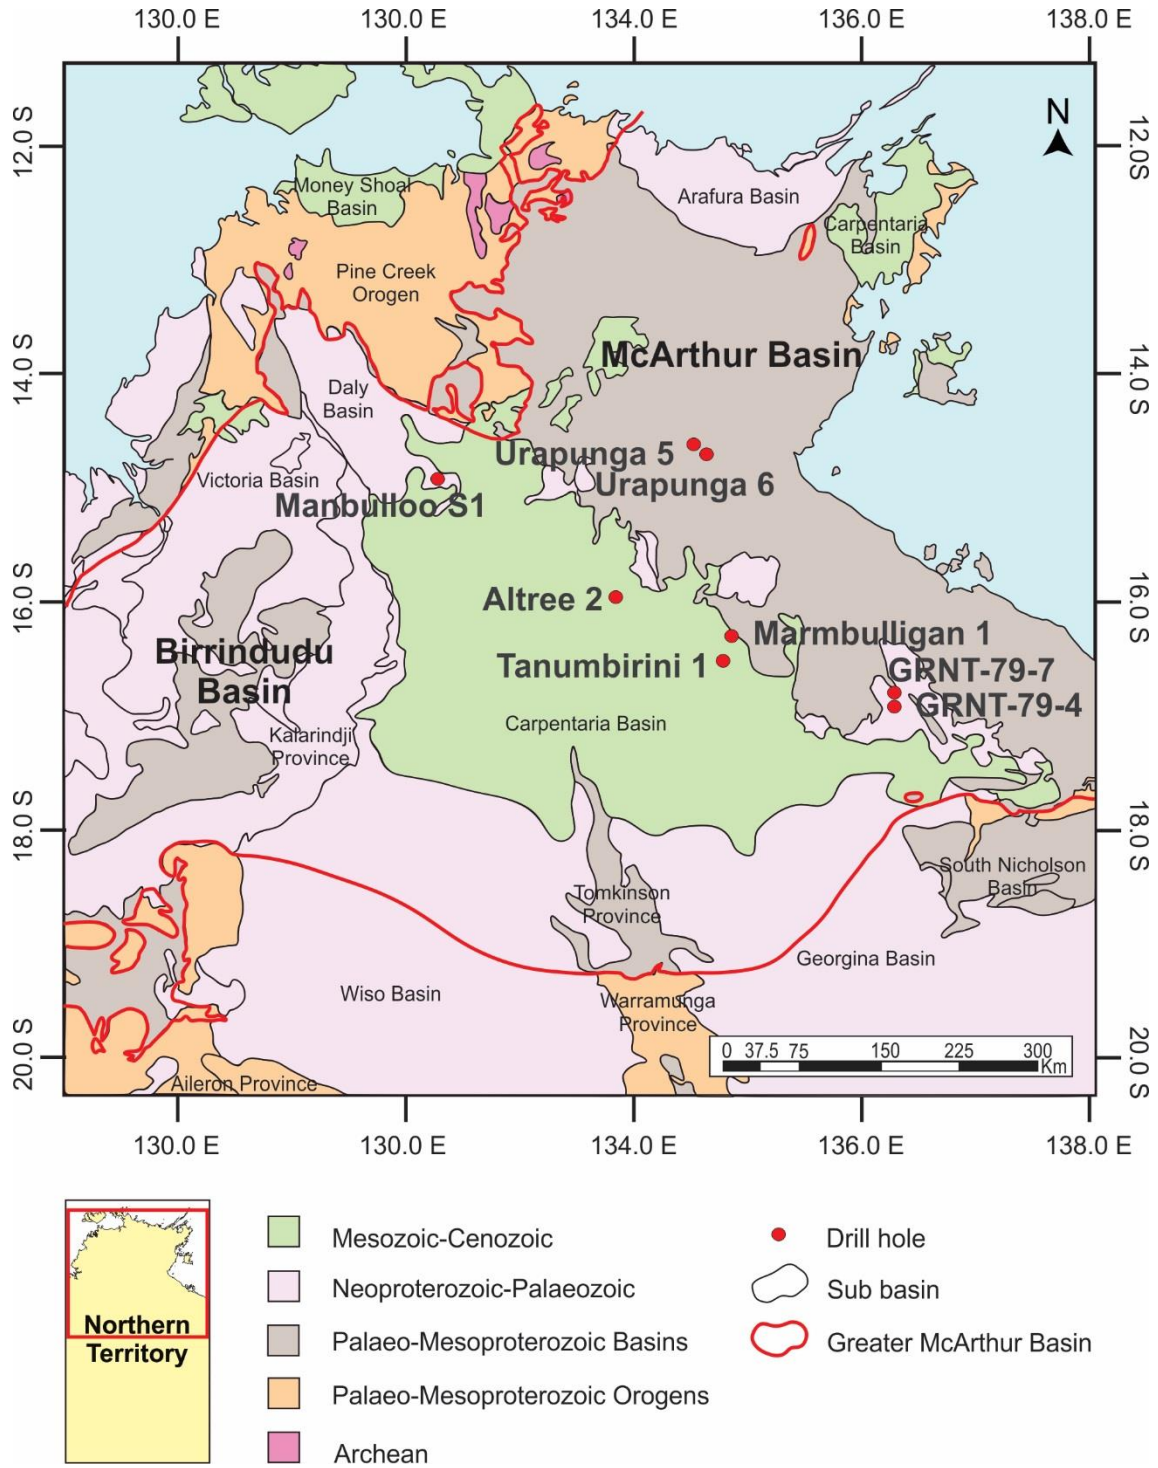 130.0 E 130.0 E 134.0 E 136.0 E 138.0 E
12.0 S
12.0 S
14.0 S
14.0 S
16.0 S
16.0 S
18.0 S
18.0 S
20.0 S
20.0 S
N
Money Shoal
Basin
Arafura Basin
Carpentaria
Basin
Pine Creek
Orogen
McArthur Basin
Daly
Basin
Urapunga 5
Urapunga 6
Victoria Basin
Manbulloo S1
Altree 2
Marmbulligan 1
Tanumbirini 1
GRNT-79-7
GRNT-79-4
Birrindudu
Basin
Carpentaria Basin
Kalarindji
Province
South Nicholson
Basin
Tomkinson
Province
Georgina Basin
Wiso Basin
Warramunga
Province
Aileron Province
0 37.5 75 150 225 300
Km
130.0 E 130.0 E 134.0 E 136.0 E 138.0 E
Northern
Territory
Mesozoic-Cenozoic
Neoproterozoic-Palaeozoic
Palaeo-Mesoproterozoic Basins
Palaeo-Mesoproterozoic Orogens
Archean
Drill hole
Sub basin
Greater McArthur Basin